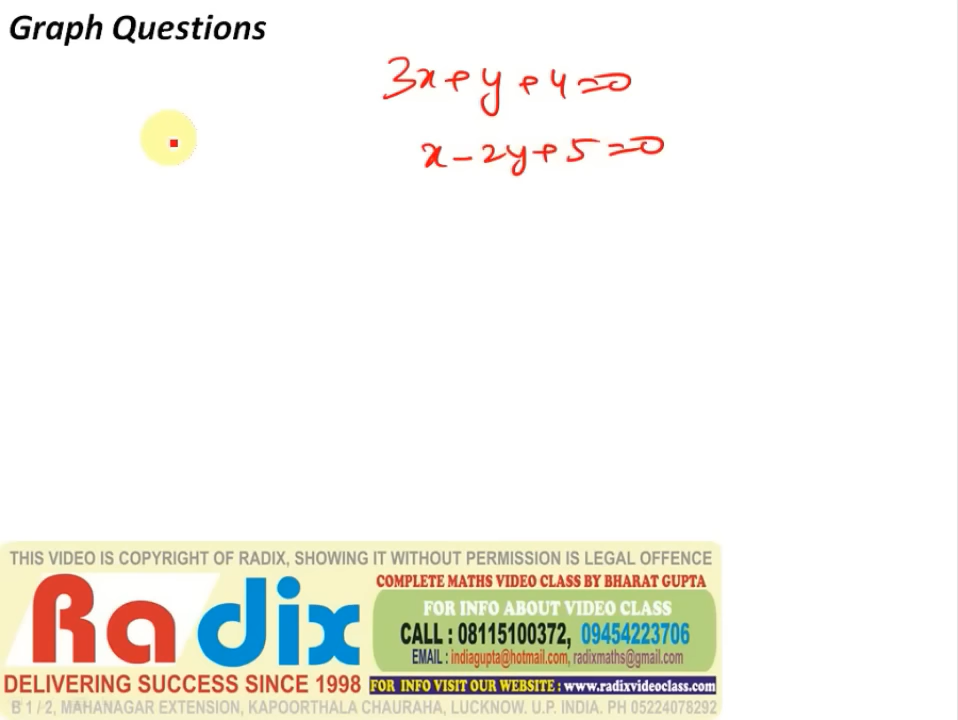 Graph Questions
3x + y + 4 = 0
x - 2y + 5 = 0
THIS VIDEO IS COPYRIGHT OF RADIX, SHOWING IT WITHOUT PERMISSION IS LEGAL OFFENCE
Radix
DELIVERING SUCCESS SINCE 1998
COMPLETE MATHS VIDEO CLASS BY BHARAT GUPTA
FOR INFO ABOUT VIDEO CLASS
CALL : 08115100372, 09454223706
EMAIL : indiagupta@hotmail.com, radixmaths@gmail.com
FOR INFO VISIT OUR WEBSITE : www.radixvideoclass.com
B 1 / 2, MAHANAGAR EXTENSION, KAPOORTHALA CHAURAHA, LUCKNOW. U.P. INDIA. PH 05224078292